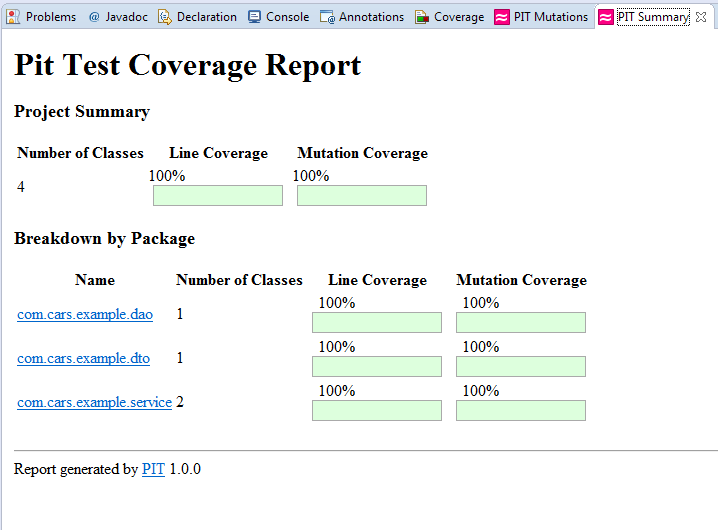 Problems @ Javadoc Declaration Console Annotations Coverage PIT Mutations PIT Summary
Pit Test Coverage Report
Project Summary
Number of Classes Line Coverage Mutation Coverage
4 100% 100%
Breakdown by Package
Name Number of Classes Line Coverage Mutation Coverage
com.cars.example.dao 1 100% 100%
com.cars.example.dto 1 100% 100%
com.cars.example.service 2 100% 100%
Report generated by PIT 1.0.0